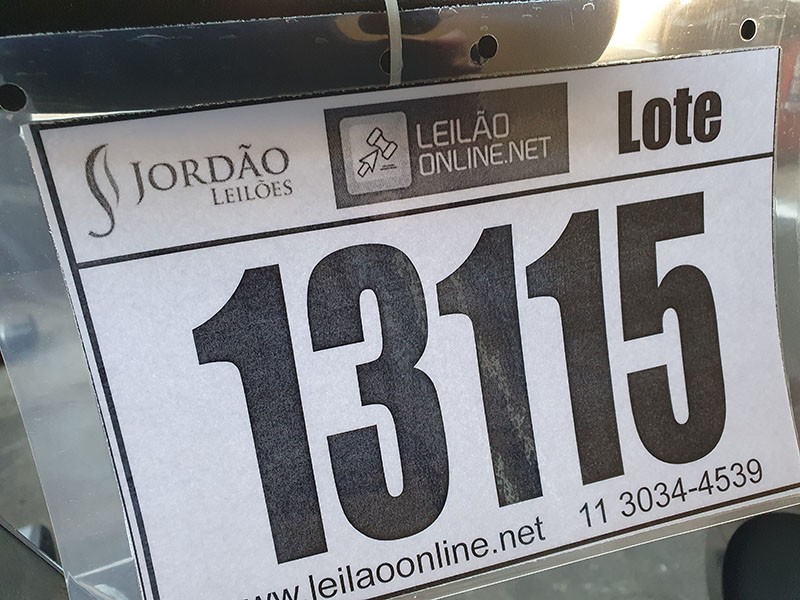 JORDÃO
LEILÕES
LEILÃO
ONLINE.NET
Lote
13115
www.leilaoonline.net 11 3034-4539